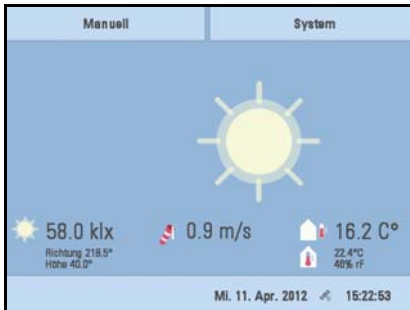 Manuell
System
58.0 klx
0.9 m/s
16.2 C°
Richtung 218.5°
Höhe 40.0°
22.4°C
46% rF
Mi. 11. Apr. 2012
15:22:53